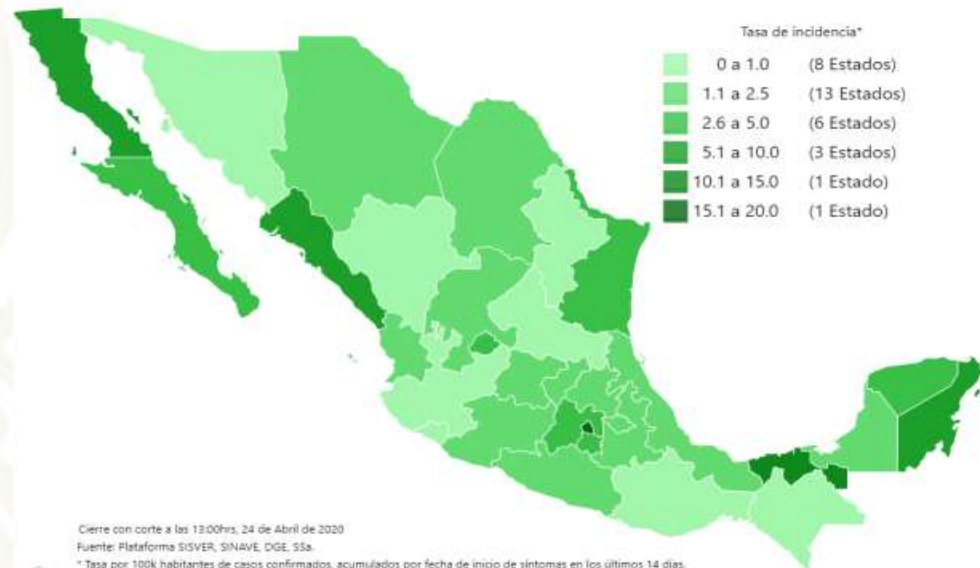 Tasa de incidencia*
0 a 1.0 (8 Estados)
1.1 a 2.5 (13 Estados)
2.6 a 5.0 (6 Estados)
5.1 a 10.0 (3 Estados)
10.1 a 15.0 (1 Estado)
15.1 a 20.0 (1 Estado)
Cierre con corte a las 13:00hrs, 24 de Abril de 2020
Fuente: Plataforma SISVER, SINAVE, DGE, SSa.
* Tasa por 100k habitantes de casos confirmados, acumulados por fecha de inicio de síntomas en los últimos 14 días.